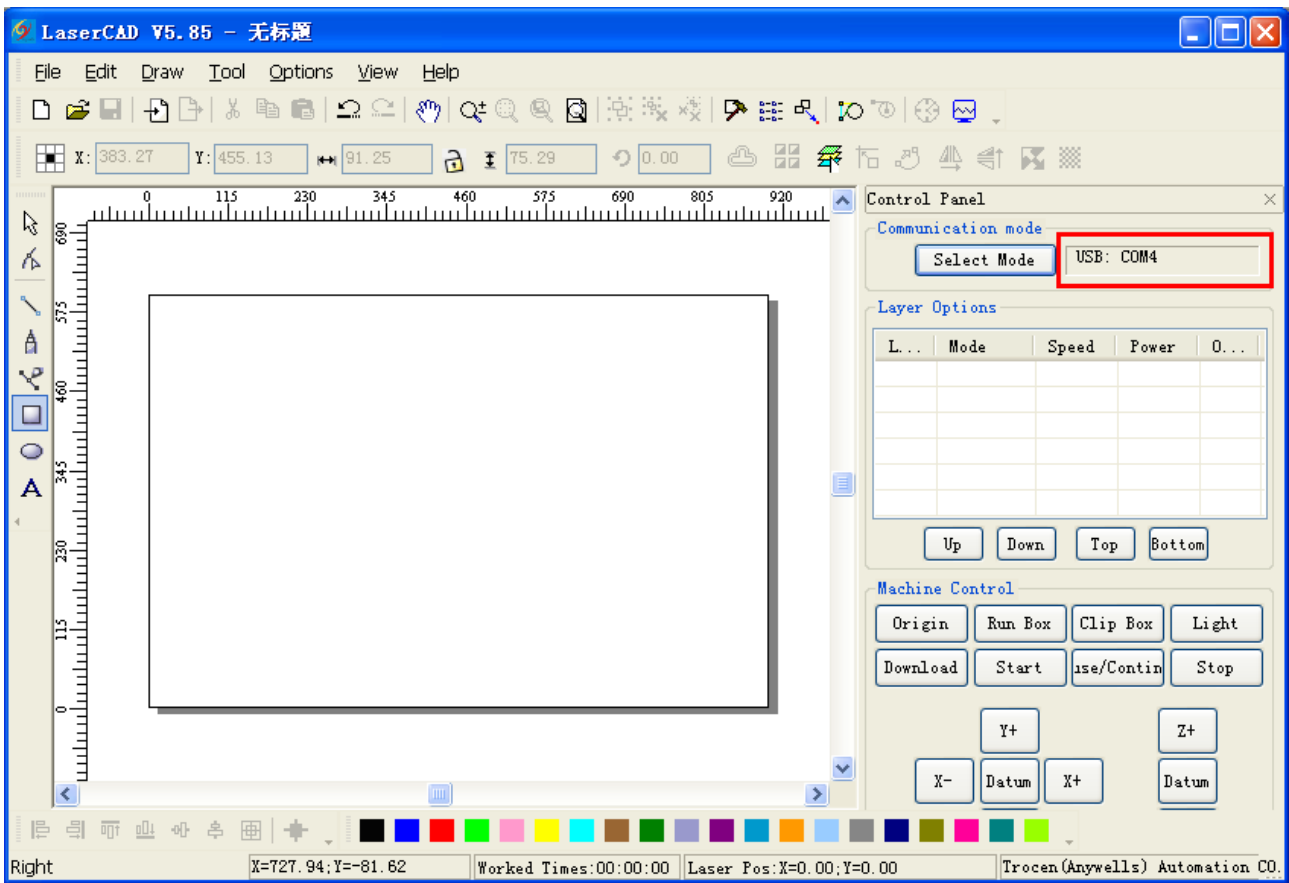 LaserCAD V5.85 - 无标题
File Edit Draw Tool Options View Help
X: 383.27 Y: 455.13 91.25 75.29 0.00
0 115 230 345 460 575 690 805 920
690
575
460
345
230
115
0
A
Control Panel
Communication mode
Select Mode USB: COM4
Layer Options
L... Mode Speed Power O...
Up Down Top Bottom
Machine Control
Origin Run Box Clip Box Light
Download Start ase/Contin Stop
Y+ Z+
X- Datum X+ Datum
Right X=727.94;Y=-81.62 Worked Times:00:00:00 Laser Pos:X=0.00;Y=0.00 Trocen(Anywells) Automation CO.